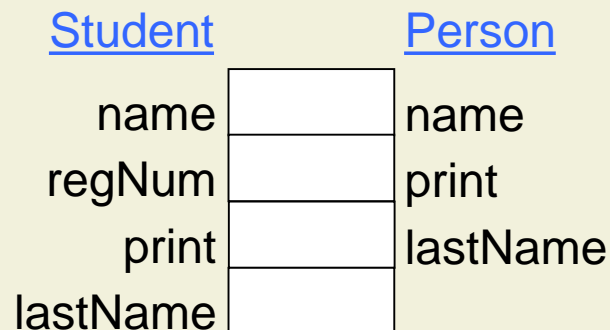 Student Person
name name
regNum print
print lastName
lastName